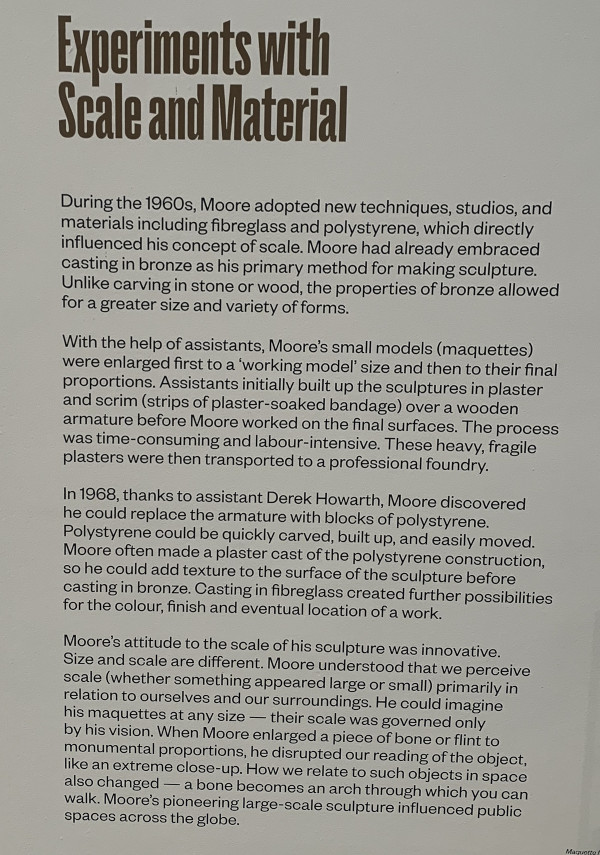 Experiments with
Scale and Material
During the 1960s, Moore adopted new techniques, studios, and
materials including fibreglass and polystyrene, which directly
influenced his concept of scale. Moore had already embraced
casting in bronze as his primary method for making sculpture.
Unlike carving in stone or wood, the properties of bronze allowed
for a greater size and variety of forms.
With the help of assistants, Moore's small models (maquettes)
were enlarged first to a 'working model' size and then to their final
proportions. Assistants initially built up the sculptures in plaster
and scrim (strips of plaster-soaked bandage) over a wooden
armature before Moore worked on the final surfaces. The process
was time-consuming and labour-intensive. These heavy, fragile
plasters were then transported to a professional foundry.
In 1968, thanks to assistant Derek Howarth, Moore discovered
he could replace the armature with blocks of polystyrene.
Polystyrene could be quickly carved, built up, and easily moved.
Moore often made a plaster cast of the polystyrene construction,
so he could add texture to the surface of the sculpture before
casting in bronze. Casting in fibreglass created further possibilities
for the colour, finish and eventual location of a work.
Moore's attitude to the scale of his sculpture was innovative.
Size and scale are different. Moore understood that we perceive
scale (whether something appeared large or small) primarily in
relation to ourselves and our surroundings. He could imagine
his maquettes at any size — their scale was governed only
by his vision. When Moore enlarged a piece of bone or flint to
monumental proportions, he disrupted our reading of the object,
like an extreme close-up. How we relate to such objects in space
also changed — a bone becomes an arch through which you can
walk. Moore's pioneering large-scale sculpture influenced public
spaces across the globe.
Maquette